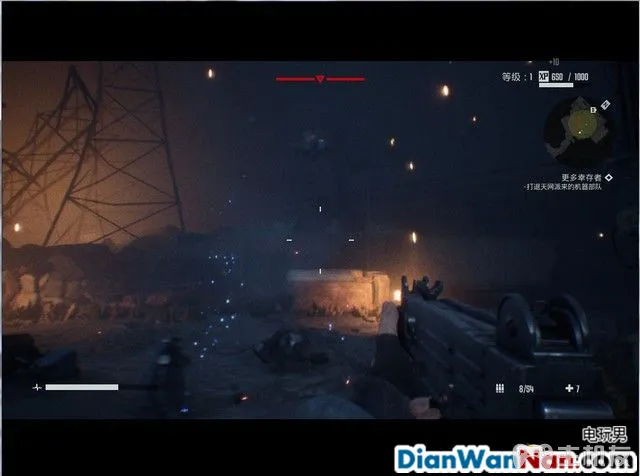 +10
等级：1 XP 650 / 1000
更多幸存者
-打退天网派来的机器部队
8/54
7
电玩男
DianWanNan.com